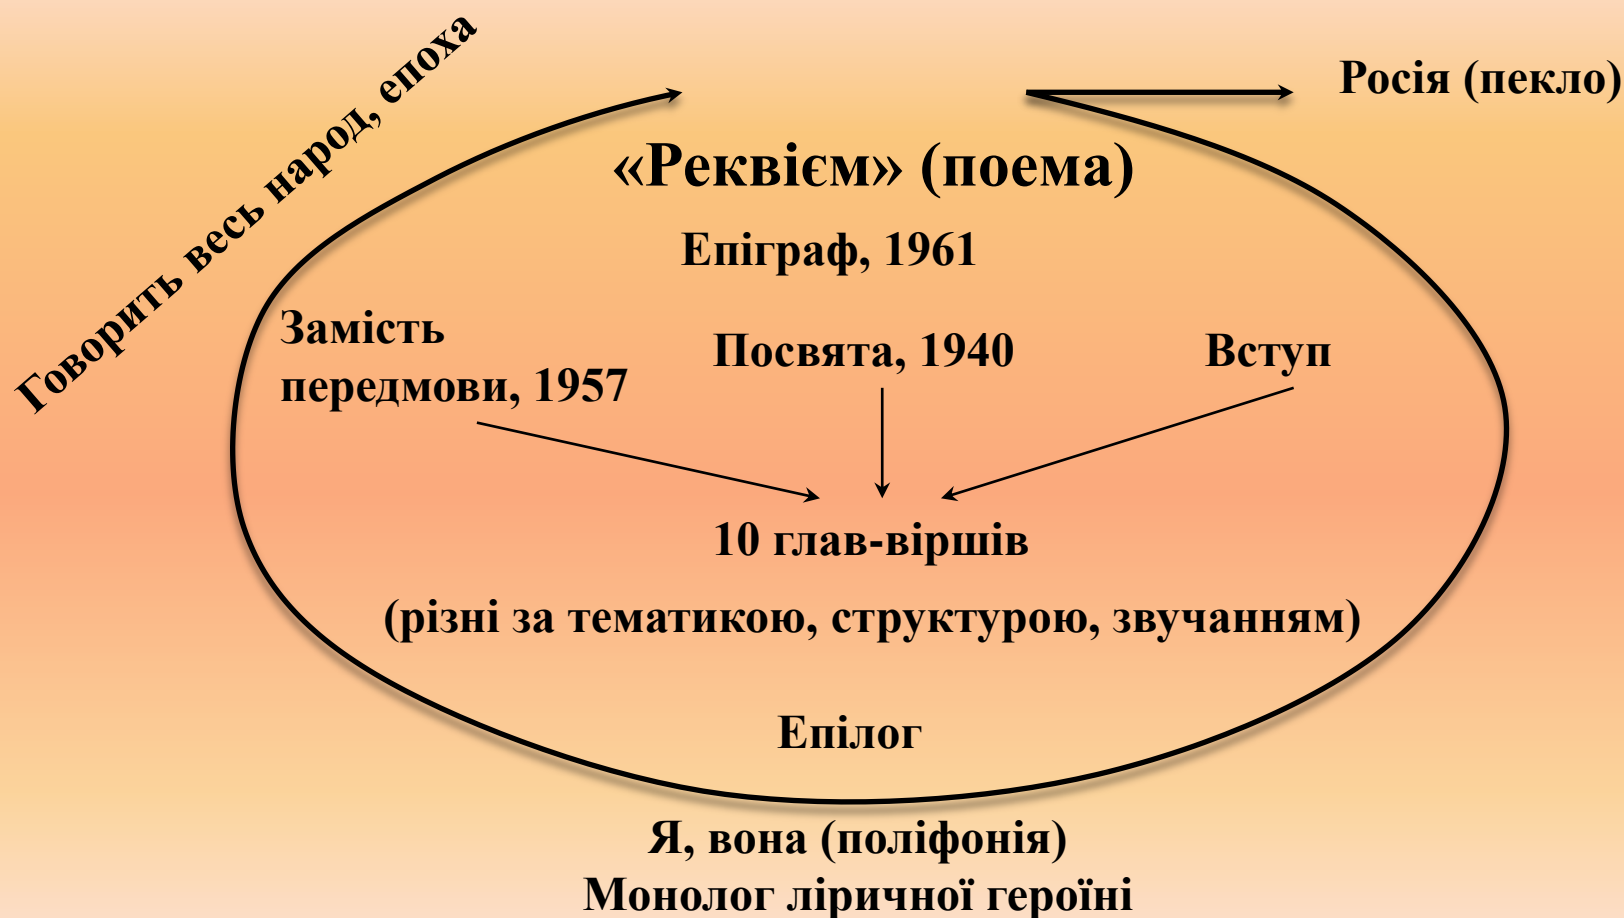 Говорить весь народ, епоха
Росія (пекло)
«Реквієм» (поема)
Епіграф, 1961
Замість
передмови, 1957
Посвята, 1940
Вступ
10 глав-віршів
(різні за тематикою, структурою, звучанням)
Епілог
Я, вона (поліфонія)
Монолог ліричної героїні